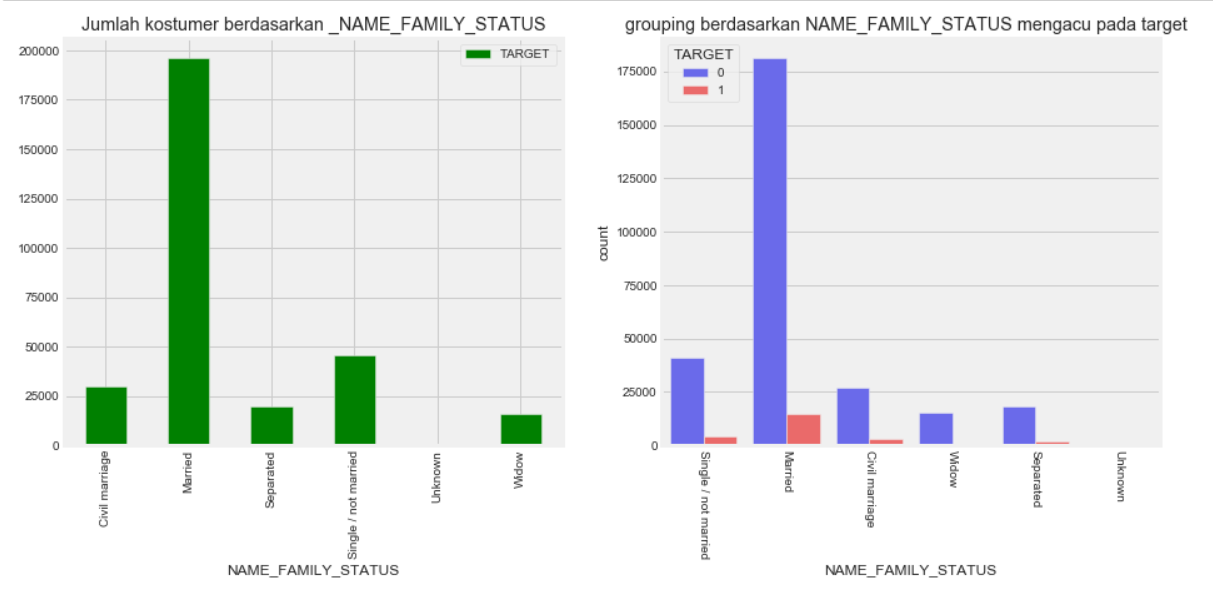 Jumlah kostumer berdasarkan _NAME_FAMILY_STATUS
TARGET
200000
175000
150000
125000
100000
75000
50000
25000
0
Civil marriage
Married
Separated
Single / not married
Unknown
Widow
NAME_FAMILY_STATUS
grouping berdasarkan NAME_FAMILY_STATUS mengacu pada target
TARGET
0
1
175000
150000
125000
100000
75000
50000
25000
0
count
Single / not married
Married
Civil marriage
Widow
Separated
Unknown
NAME_FAMILY_STATUS